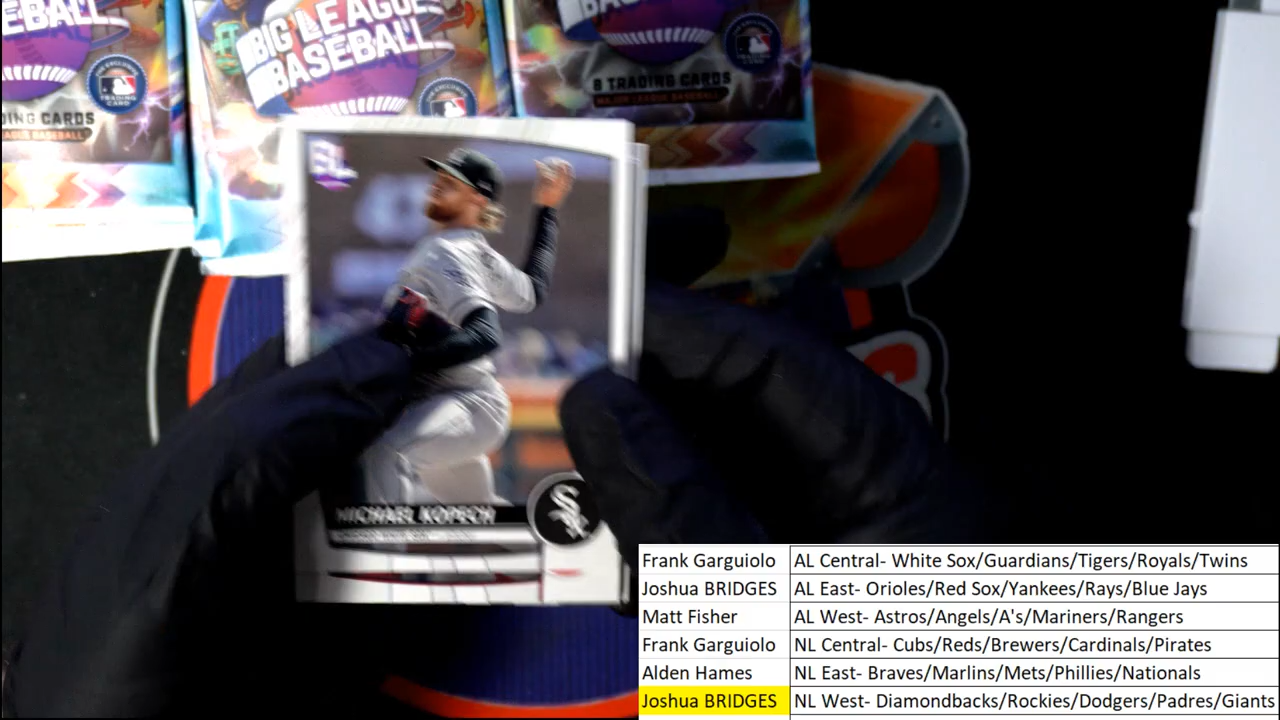 EBALL
DING CARDS
BIG LEAGUE
BASEBALL
8 TRADING CARDS
MAJOR LEAGUE BASEBALL
BL
MICHAEL KOPECH
Frank Garguiolo AL Central- White Sox/Guardians/Tigers/Royals/Twins
Joshua BRIDGES AL East- Orioles/Red Sox/Yankees/Rays/Blue Jays
Matt Fisher AL West- Astros/Angels/A's/Mariners/Rangers
Frank Garguiolo NL Central- Cubs/Reds/Brewers/Cardinals/Pirates
Alden Hames NL East- Braves/Marlins/Mets/Phillies/Nationals
Joshua BRIDGES NL West- Diamondbacks/Rockies/Dodgers/Padres/Giants